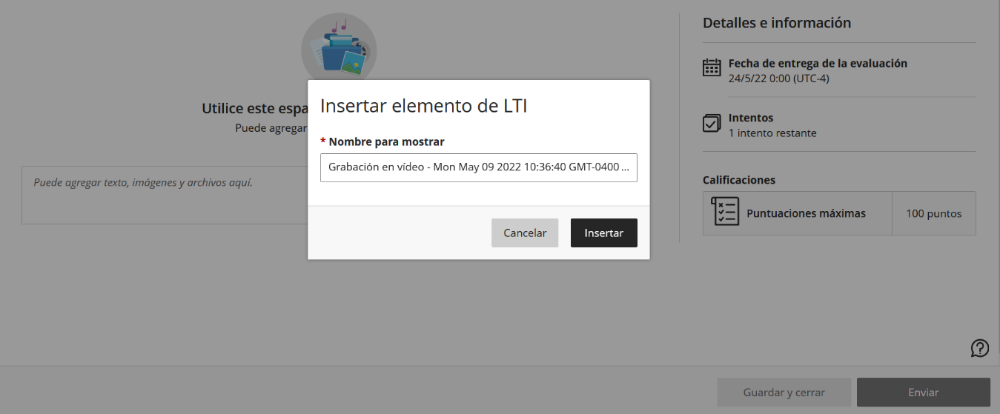 Detalles e información
Fecha de entrega de la evaluación
24/5/22 0:00 (UTC-4)
Utilice este espa
Puede agregar
Insertar elemento de LTI
* Nombre para mostrar
Grabación en vídeo - Mon May 09 2022 10:36:40 GMT-0400 ...
Cancelar
Insertar
Puede agregar texto, imágenes y archivos aquí.
Intentos
1 intento restante
Calificaciones
Puntuaciones máximas
100 puntos
Guardar y cerrar
Enviar